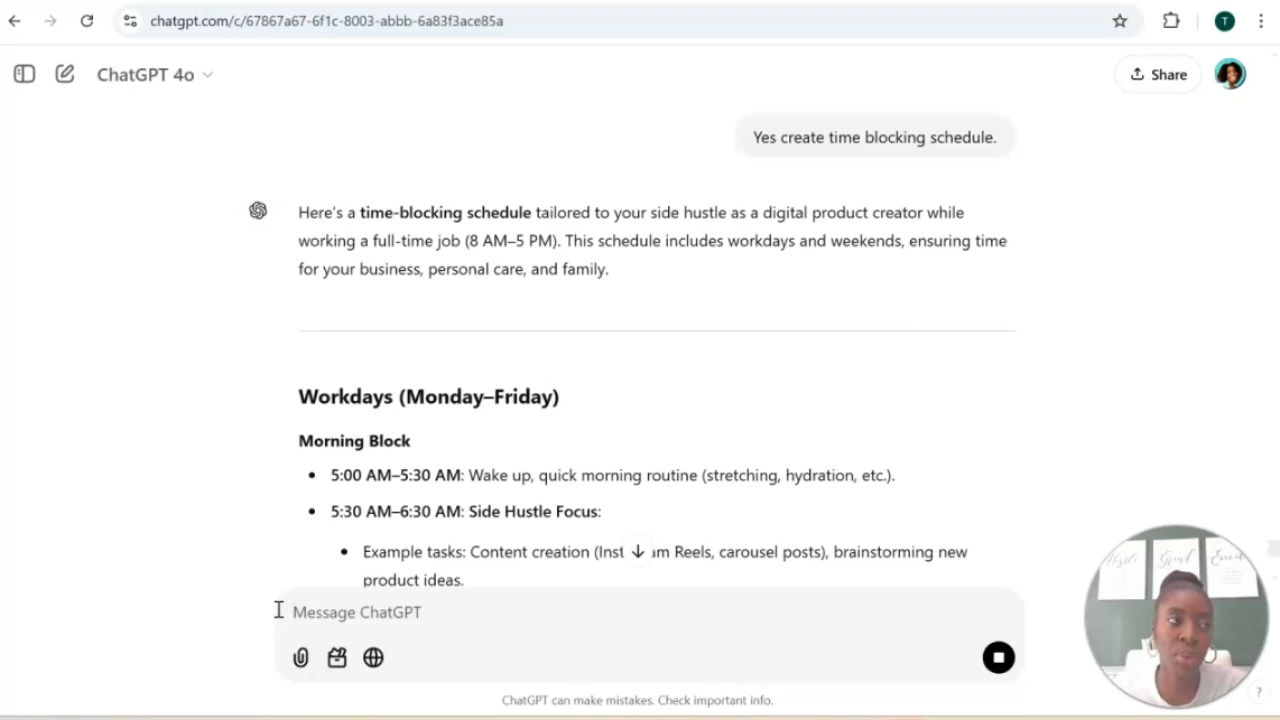 chatgpt.com/c/67867a67-6f1c-8003-abbb-6a83f3ace85a
T
ChatGPT 4o
Share
Yes create time blocking schedule.
Here's a time-blocking schedule tailored to your side hustle as a digital product creator while
working a full-time job (8 AM–5 PM). This schedule includes workdays and weekends, ensuring time
for your business, personal care, and family.
Workdays (Monday–Friday)
Morning Block
5:00 AM–5:30 AM: Wake up, quick morning routine (stretching, hydration, etc.).
5:30 AM–6:30 AM: Side Hustle Focus:
Example tasks: Content creation (Inst am Reels, carousel posts), brainstorming new
product ideas.
Message ChatGPT
ChatGPT can make mistakes. Check important info.
?
Hustle Grind